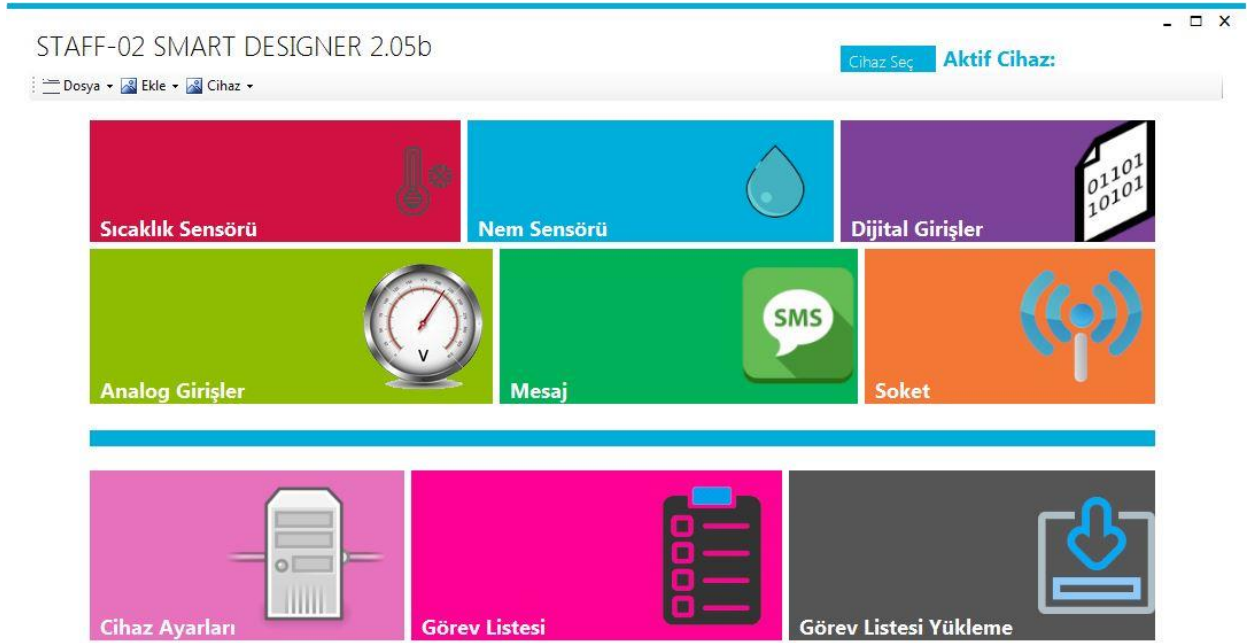 STAFF-02 SMART DESIGNER 2.05b
Cihaz Seç Aktif Cihaz:
Dosya Ekle Cihaz
01101
10101
Sıcaklık Sensörü Nem Sensörü Dijital Girişler
V
SMS
Analog Girişler Mesaj Soket
Cihaz Ayarları Görev Listesi Görev Listesi Yükleme